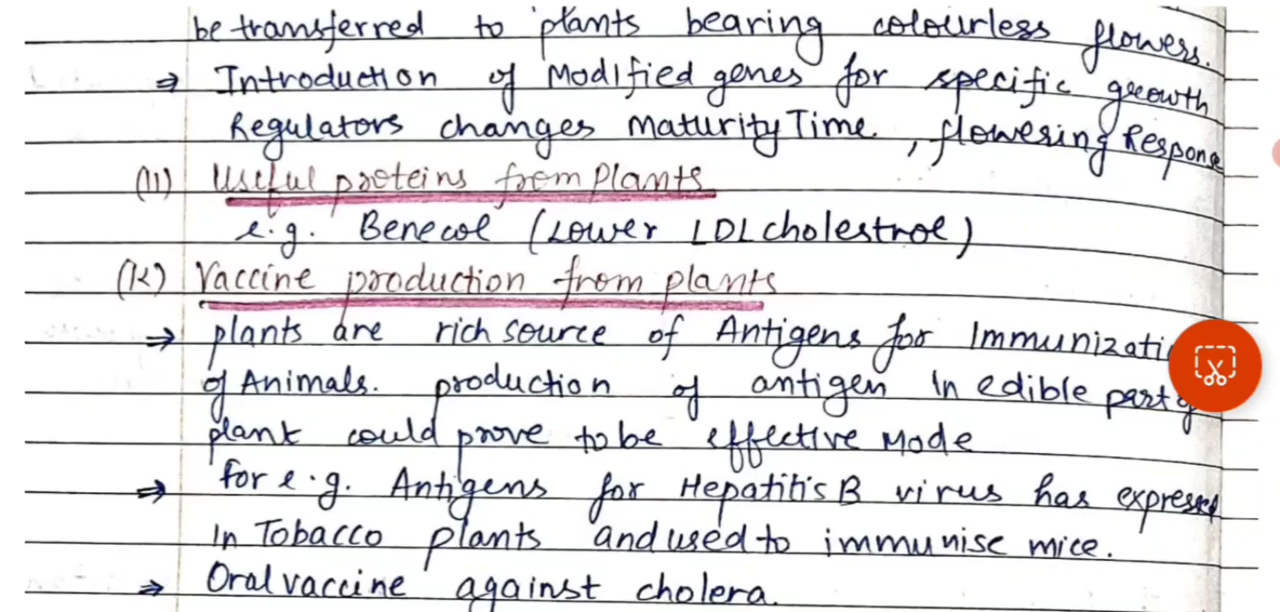 be transferred to plants bearing colourless flowers.
⇒ Introduction of Modified genes for specific growth
Regulators changes maturity Time, flowering Response
(11) Useful proteins from Plants
e.g. Benecol (Lower LDL cholestrol)
(12) Vaccine production from plants
⇒ plants are rich source of Antigens for Immunizati
of Animals. production of antigen In edible part of
plant could prove to be effective Mode
⇒ for e.g. Antigens for Hepatitis B virus has expressed
In Tobacco plants and used to immunise mice.
⇒ Oral vaccine against cholera.